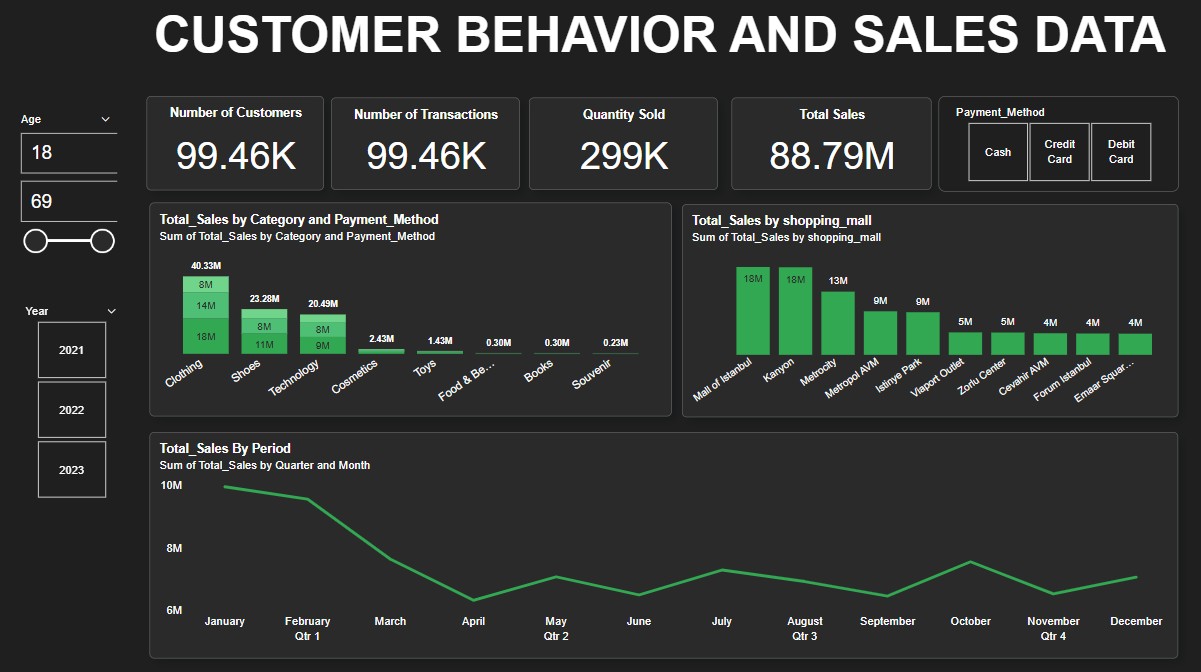 CUSTOMER BEHAVIOR AND SALES DATA
Age
18
69
Year
2021
2022
2023
Number of Customers
99.46K
Number of Transactions
99.46K
Quantity Sold
299K
Total Sales
88.79M
Payment_Method
Cash
Credit
Card
Debit
Card
Total_Sales by Category and Payment_Method
Sum of Total_Sales by Category and Payment_Method
40.33M
8M
14M
18M
23.28M
8M
11M
20.49M
8M
9M
2.43M
1.43M
0.30M
0.30M
0.23M
Clothing
Shoes
Technology
Cosmetics
Toys
Food & Be...
Books
Souvenir
Total_Sales by shopping_mall
Sum of Total_Sales by shopping_mall
18M
18M
13M
9M
9M
5M
5M
4M
4M
4M
Mall of Istanbul
Kanyon
Metrocity
Metropol AVM
Istinye Park
Viaport Outlet
Zorlu Center
Cevahir AVM
Forum Istanbul
Emaar Squar...
Total_Sales By Period
Sum of Total_Sales by Quarter and Month
10M
8M
6M
January February March April May June July August September October November December
Qtr 1 Qtr 2 Qtr 3 Qtr 4